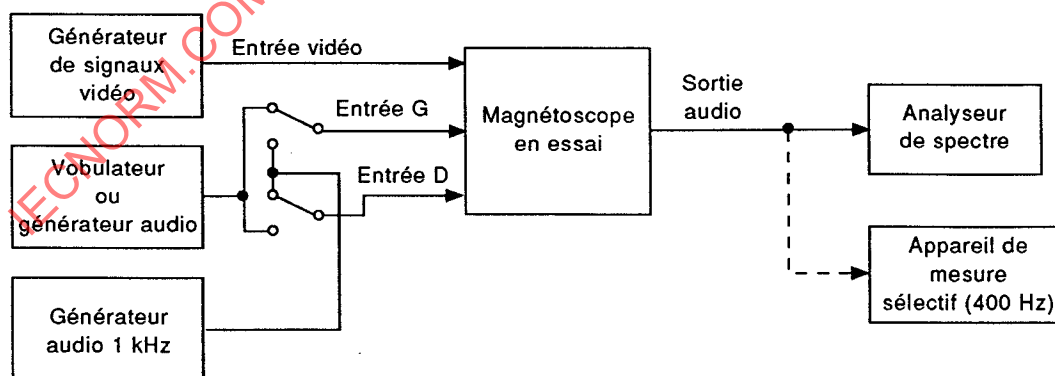 Générateur
de signaux
vidéo
Entrée vidéo
Vobulateur
ou
générateur audio
Entrée G
Entrée D
Générateur
audio 1 kHz
Magnétoscope
en essai
Sortie
audio
Analyseur
de spectre
Appareil de
mesure
sélectif (400 Hz)
IECNORM.COM